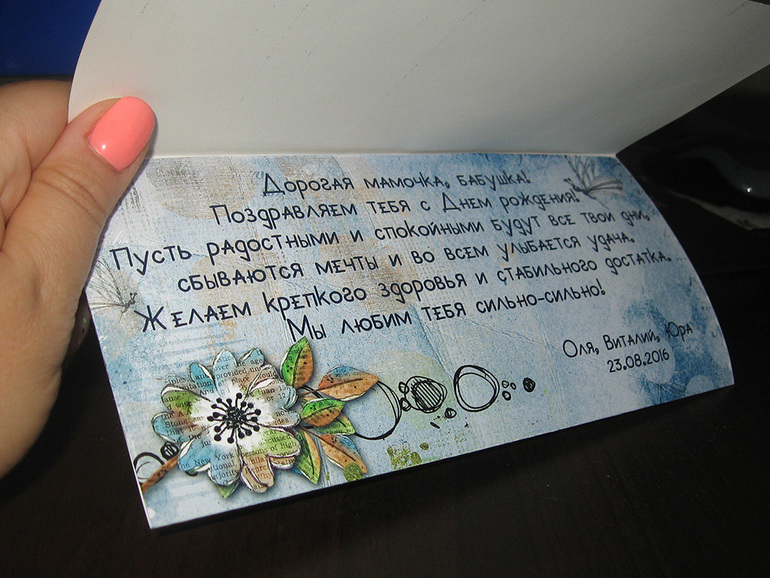 "Дорогая мамочка, бабушка!
Поздравляем тебя с Днем рождения!
Пусть радостными и спокойными будут все твои дни,
сбываются мечты и во всем улыбается удача.
Желаем крепкого здоровья и стабильного достатка.
Мы любим тебя сильно-сильно!
Оля, Виталий, Юра
23.08.2016